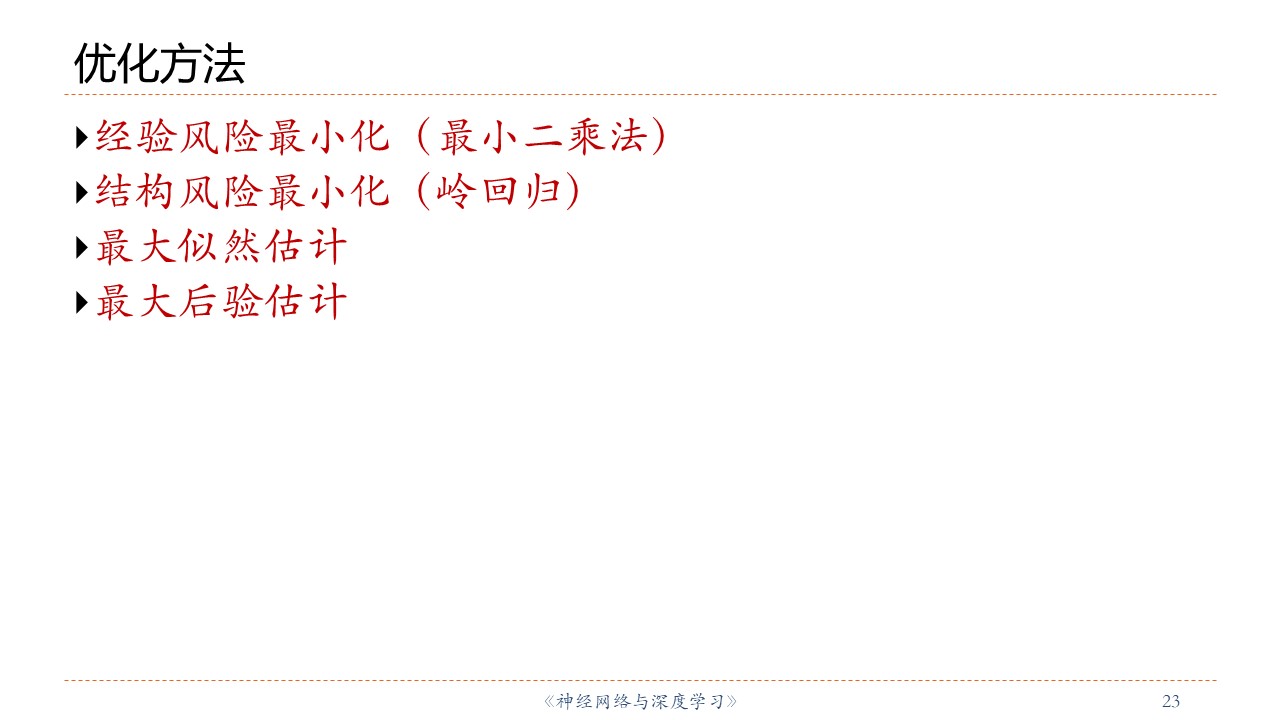 优化方法
经验风险最小化（最小二乘法）
结构风险最小化（岭回归）
最大似然估计
最大后验估计
《神经网络与深度学习》
23